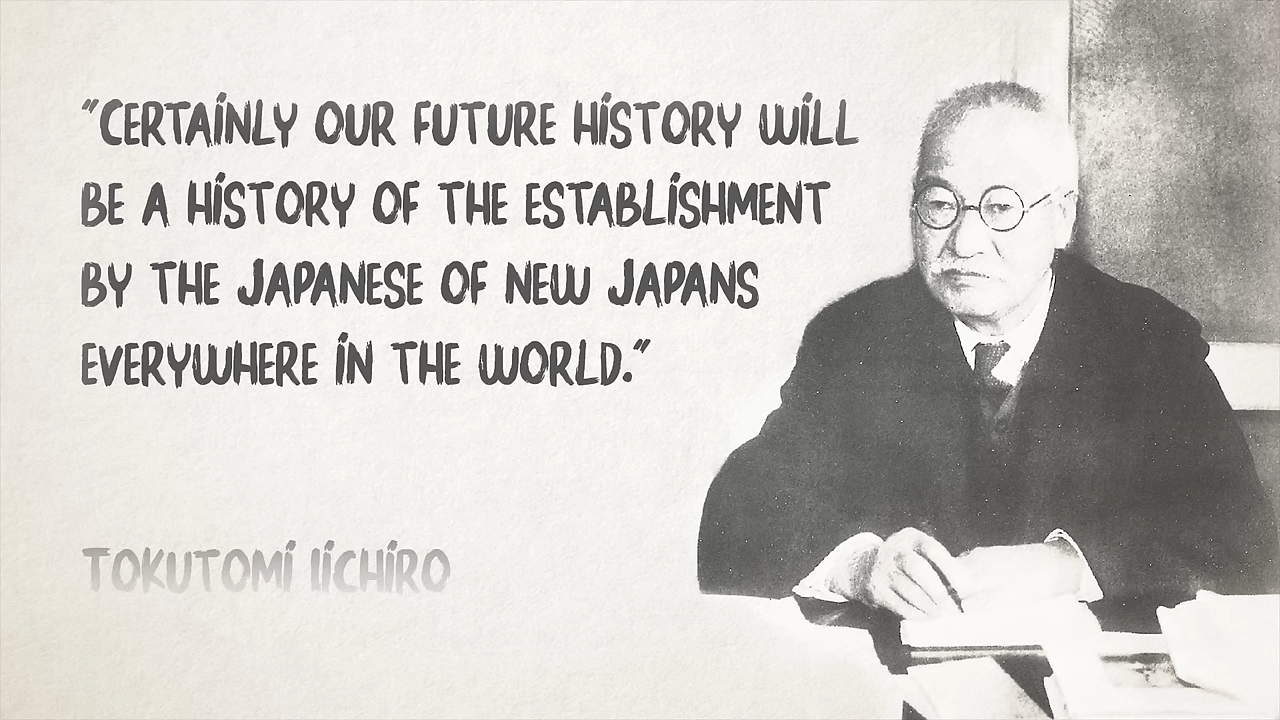 "CERTAINLY OUR FUTURE HISTORY WILL
BE A HISTORY OF THE ESTABLISHMENT
BY THE JAPANESE OF NEW JAPANS
EVERYWHERE IN THE WORLD."
TOKUTOMI IICHIRO